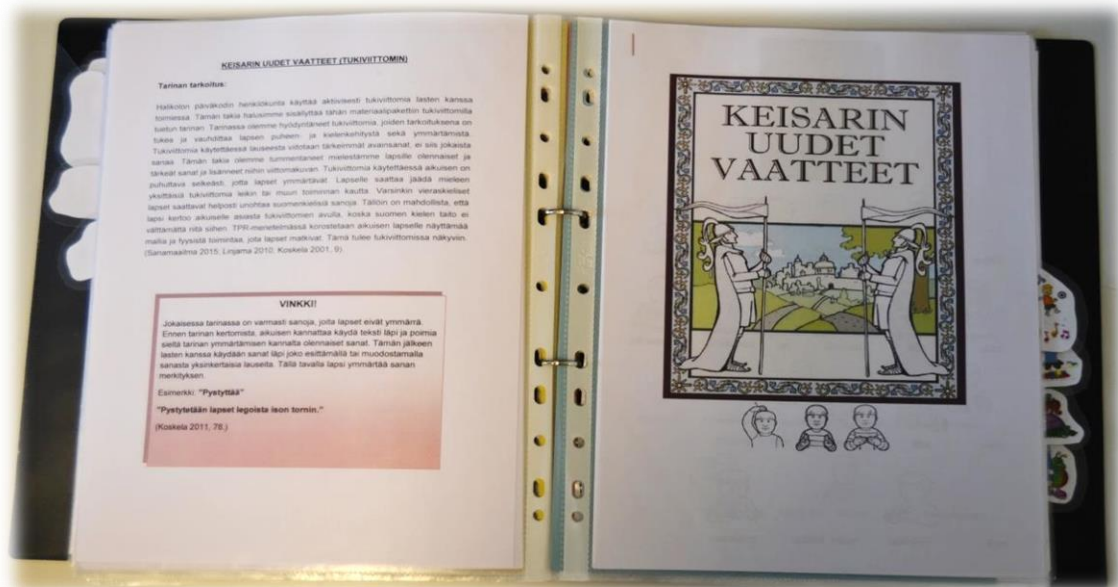 KEISARIN UUDET VAATTEET (TUKIVIITTOMIN)
Tarinan tarkoitus:
Halikolon päiväkodin henkilökunta käyttää aktiivisesti tukiviittomia lasten kanssa
toimiessa. Tämän takia halusimme sisällyttää tähän materiaalipakettiin tukiviittomilla
tuetun tarinan. Tarinassa olemme hyödyntäneet tukiviittomia, joiden tarkoituksena on
tukea ja vauhdittaa lapsen puheen- ja kielenkehitystä sekä ymmärtämistä.
Tukiviittomia käytettäessä lauseesta viitotaan tärkeimmät avainsanat, ei siis jokaista
sanaa. Tämän takia olemme tummentaneet mielestämme lapsille olennaiset ja
tärkeät sanat ja lisänneet niihin viittomakuvan. Tukiviittomia käytettäessä aikuisen on
puhuttava selkeästi, jotta lapset ymmärtävät. Lapselle saattaa jäädä mieleen
yksittäisiä tukiviittomia leikin tai muun toiminnan kautta. Varsinkin vieraskieliset
lapset saattavat helposti unohtaa suomenkielisiä sanoja. Tällöin on mahdollista, että
lapsi kertoo aikuiselle asiasta tukiviittomien avulla, koska suomen kielen taito ei
välttämättä riitä siihen. TPR-menetelmässä korostetaan aikuisen lapselle näyttämää
mallia ja fyysistä toimintaa, jota lapset matkivat. Tämä tulee tukiviittomissa näkyviin.
(Sanamaailma 2015; Linjama 2010; Koskela 2001, 9).
VINKKI!
Jokaisessa tarinassa on varmasti sanoja, joita lapset eivät ymmärrä.
Ennen tarinan kertomista, aikuisen kannattaa käydä teksti läpi ja poimia
sieltä tarinan ymmärtämisen kannalta olennaiset sanat. Tämän jälkeen
lasten kanssa käydään sanat läpi joko esittämällä tai muodostamalla
sanasta yksinkertaisia lauseita. Tällä tavalla lapsi ymmärtää sanan
merkityksen.
Esimerkki: "Pystyttää"
"Pystytetään lapset legoista ison tornin."
(Koskela 2011, 78.)
KEISARIN
UUDET
VAATTEET